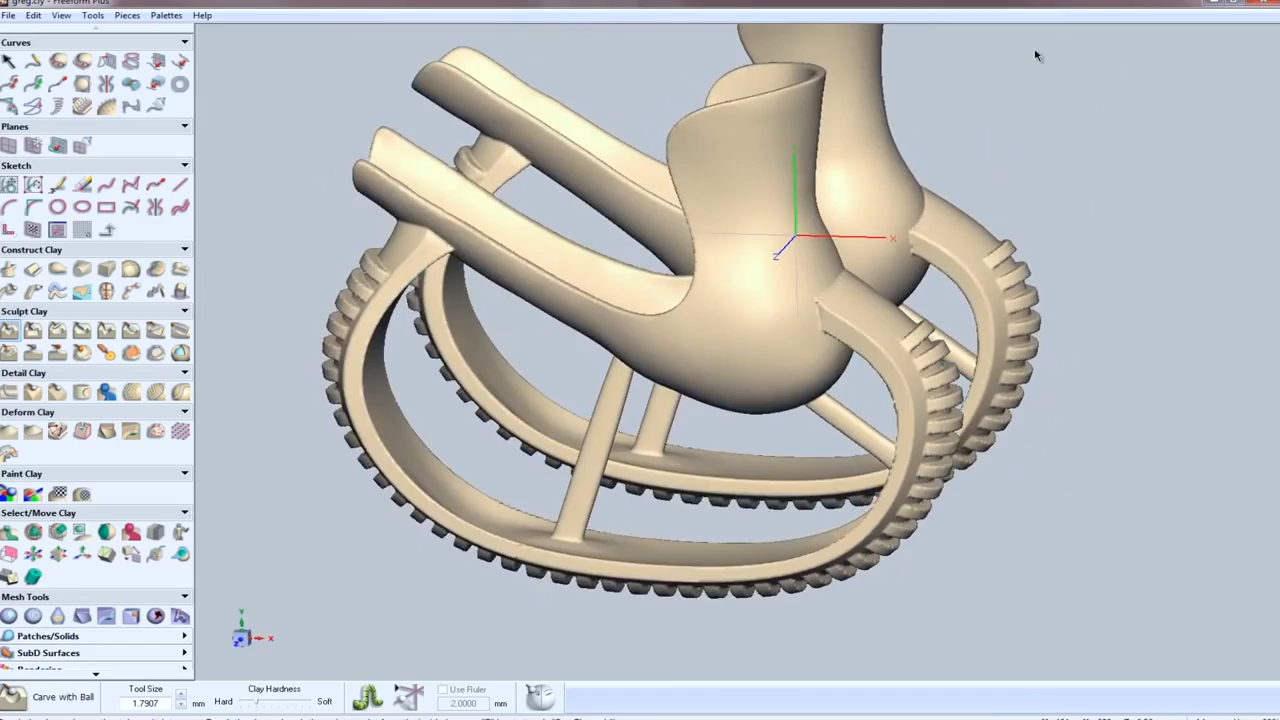 greg.cly - Freeform Plus
File Edit View Tools Pieces Palettes Help
Curves
Planes
Sketch
Construct Clay
Sculpt Clay
Detail Clay
Deform Clay
Paint Clay
Select/Move Clay
Mesh Tools
Patches/Solids
SubD Surfaces
Rendering
X
Z
Y
X
Z
Carve with Ball
Tool Size
1.7907 mm
Clay Hardness
Hard Soft
Use Ruler
2.0000 mm